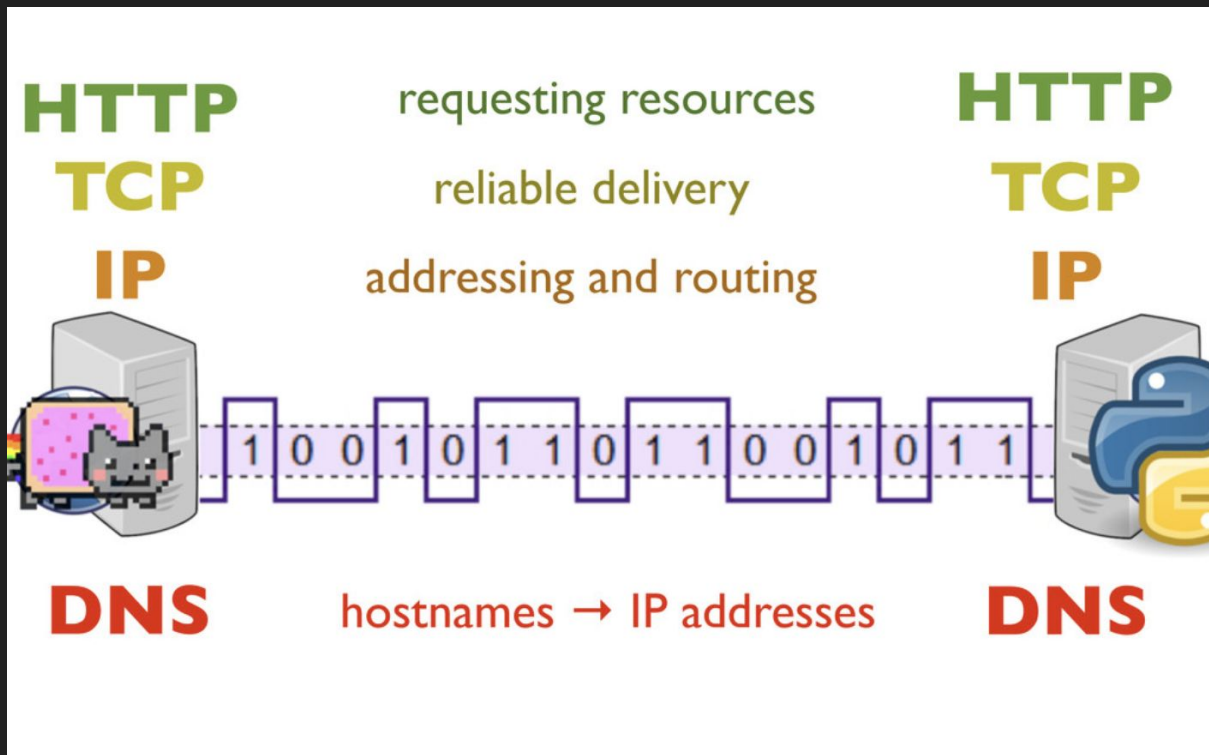 HTTP requesting resources HTTP
TCP reliable delivery TCP
IP addressing and routing IP
1 0 0 1 0 1 1 0 1 1 0 0 1 0 1 1
DNS hostnames → IP addresses DNS